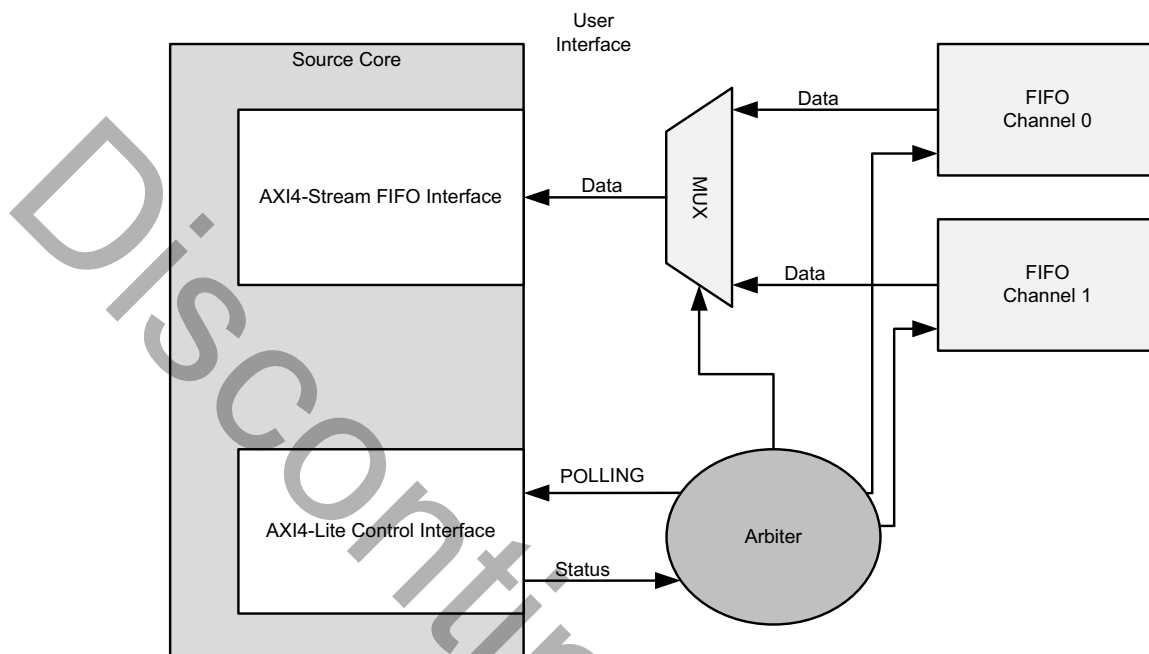 User
Interface
Source Core
AXI4-Stream FIFO Interface
Data
MUX
Data
FIFO
Channel 0
Data
FIFO
Channel 1
AXI4-Lite Control Interface
POLLING
Status
Arbiter